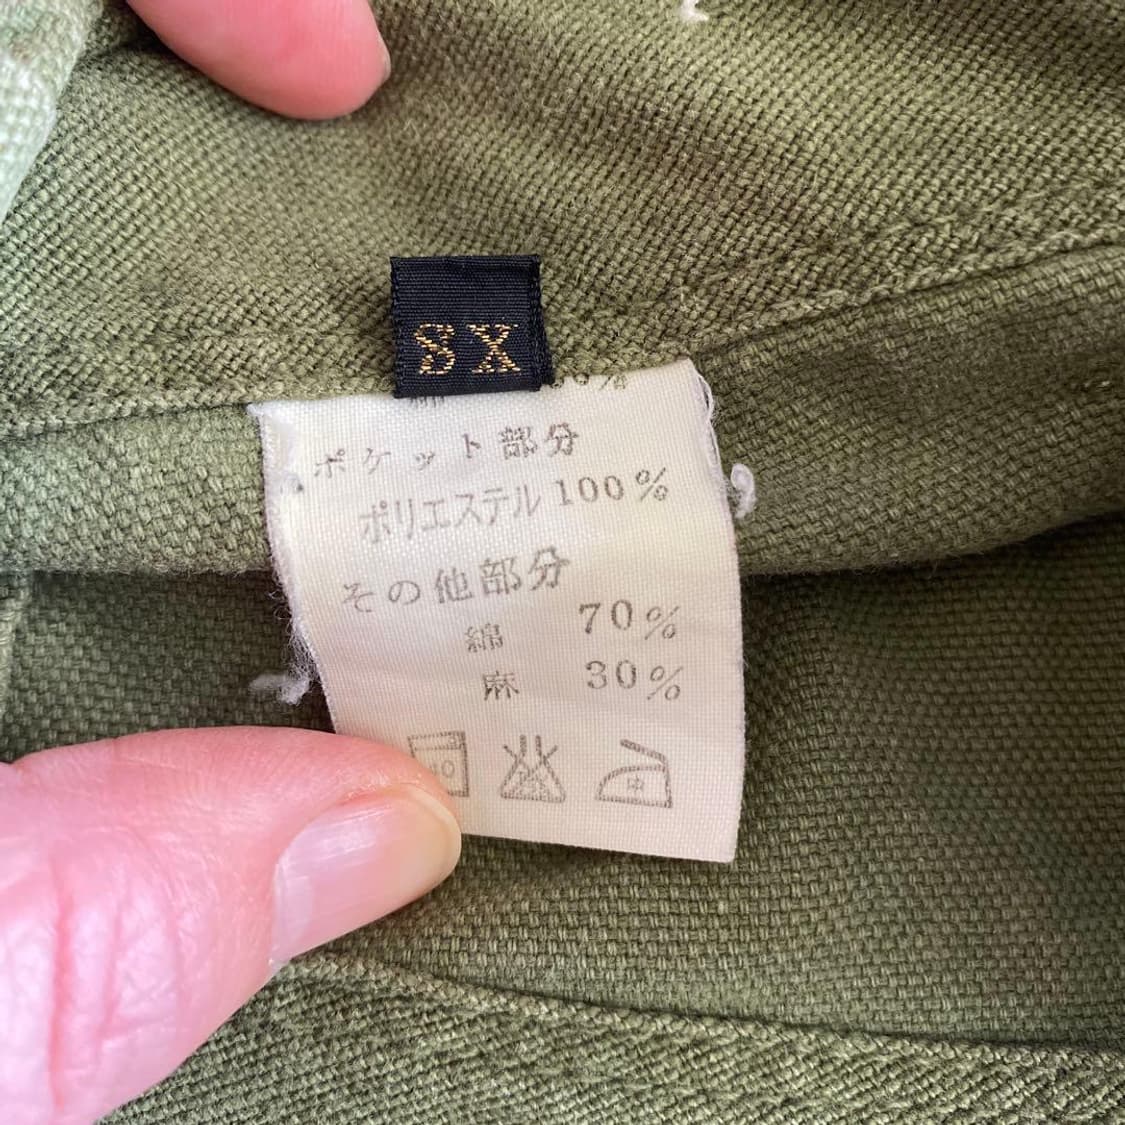 SX
ポケット部分
ポリエステル 100%
その他部分
綿 70%
麻 30%
中